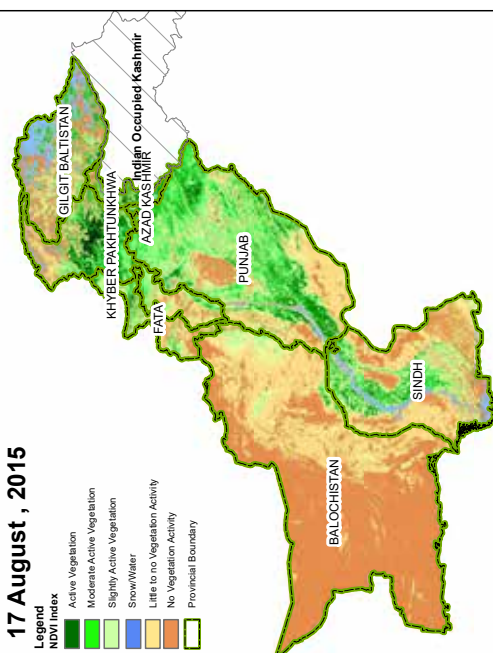 17 August , 2015
Legend
NDVI Index
Active Vegetation
Moderate Active Vegetation
Slightly Active Vegetation
Snow/Water
Little to no Vegetation Activity
No Vegetation Activity
Provincial Boundary
GILGIT BALTISTAN
KHYBER PAKHTUNKHWA
Indian Occupied Kashmir
AZAD KASHMIR
FATA
PUNJAB
BALOCHISTAN
SINDH